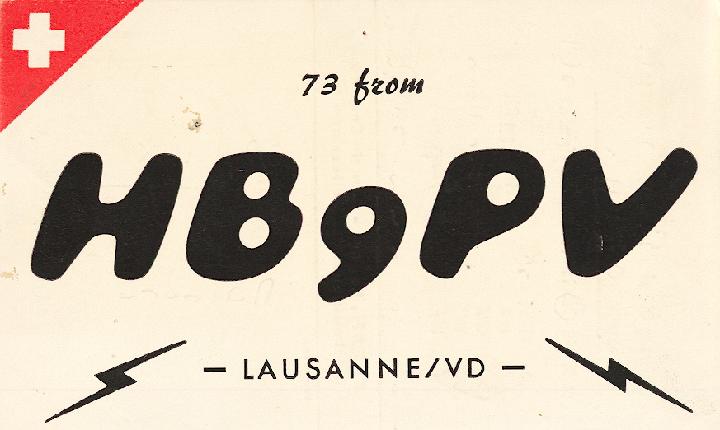 73 from
HB9PV
— LAUSANNE/VD —